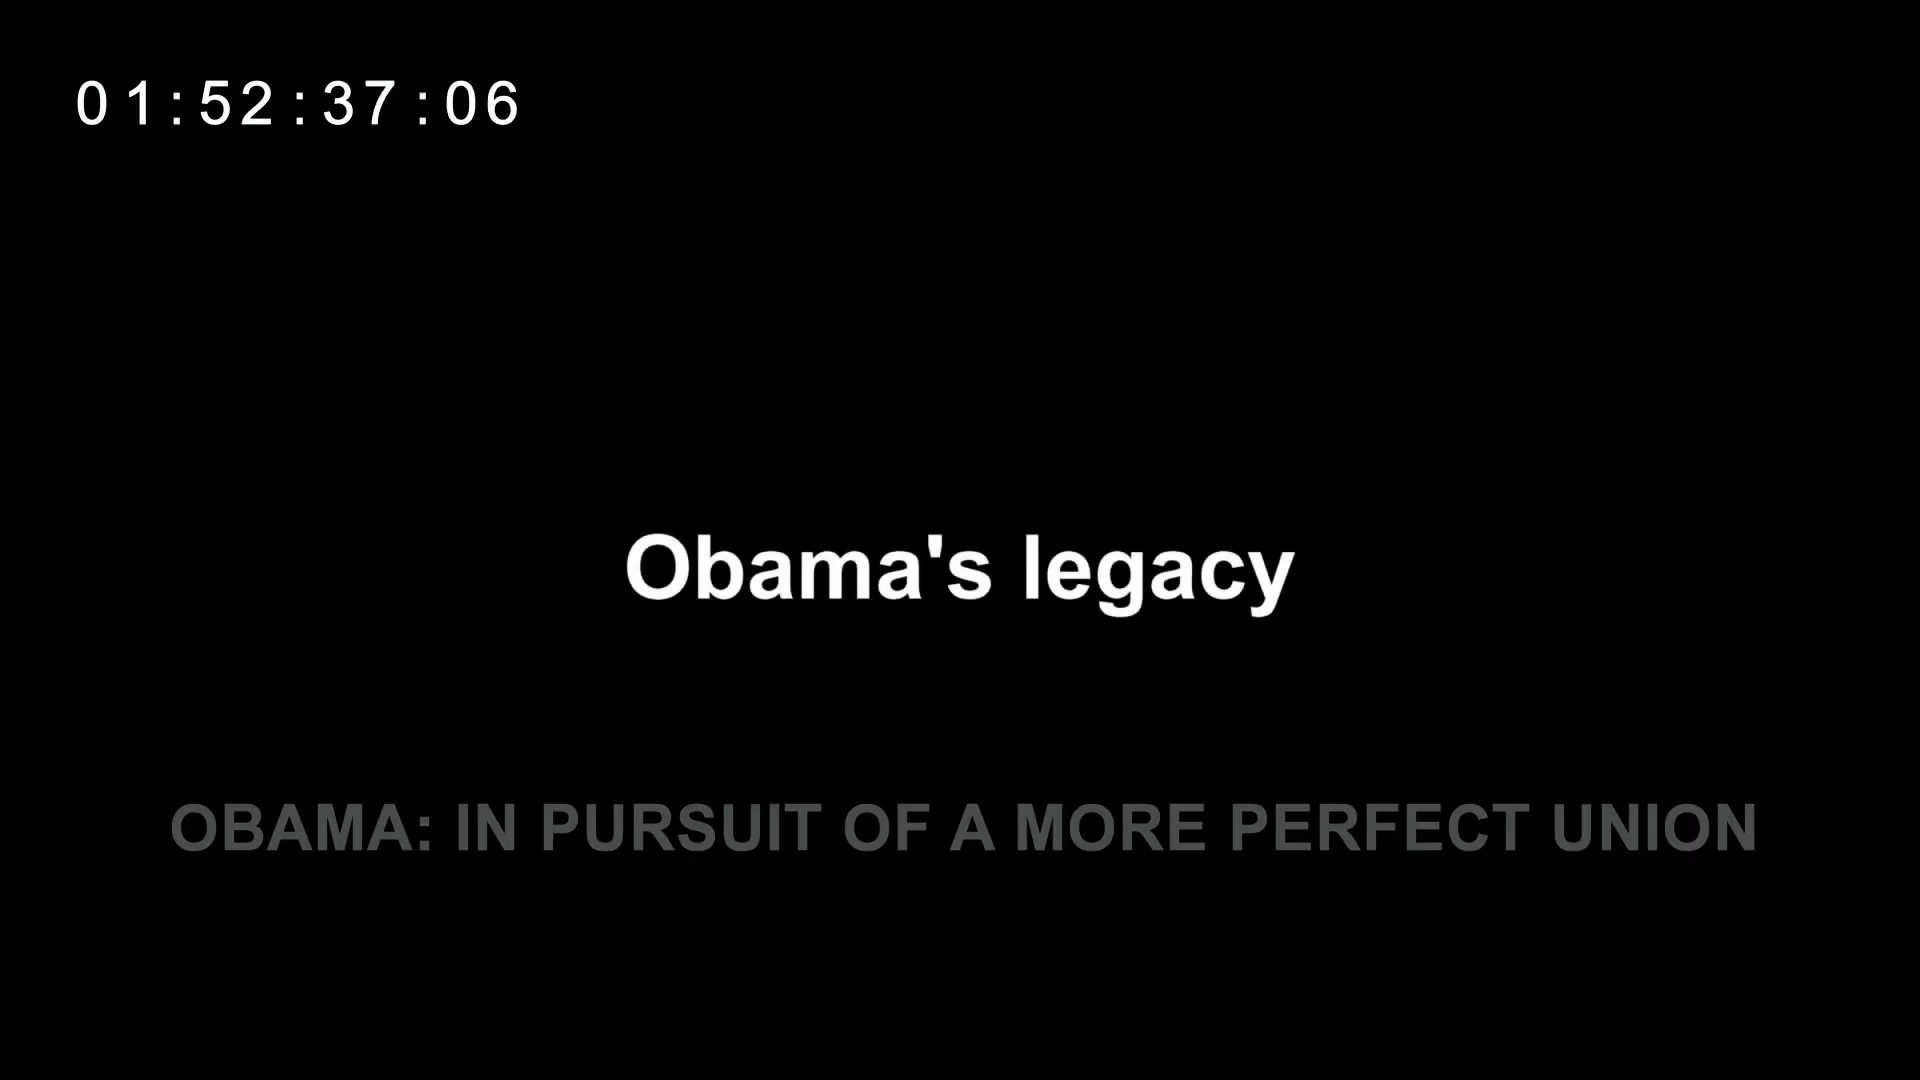 01:52:37:06
Obama's legacy
OBAMA: IN PURSUIT OF A MORE PERFECT UNION